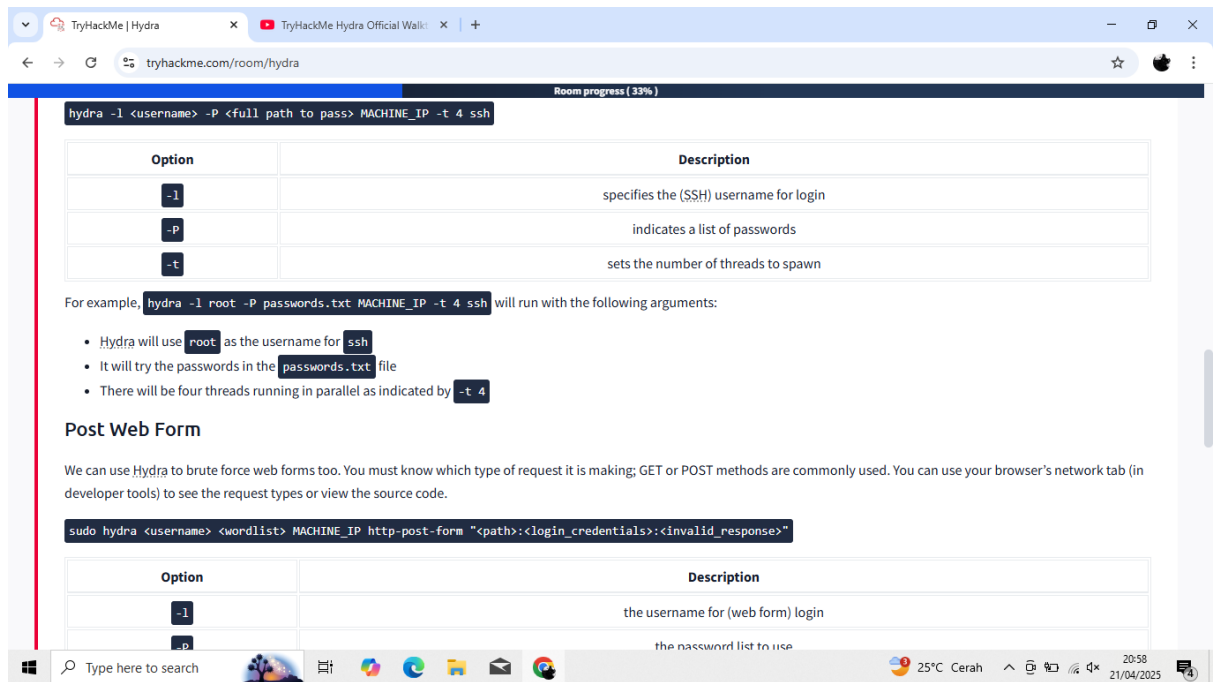 TryHackMe | Hydra
TryHackMe Hydra Official Walkt
tryhackme.com/room/hydra
Room progress ( 33% )
hydra -l <username> -P <full path to pass> MACHINE_IP -t 4 ssh
Option Description
-l specifies the (SSH) username for login
-P indicates a list of passwords
-t sets the number of threads to spawn
For example, hydra -l root -P passwords.txt MACHINE_IP -t 4 ssh will run with the following arguments:
• Hydra will use root as the username for ssh
• It will try the passwords in the passwords.txt file
• There will be four threads running in parallel as indicated by -t 4
Post Web Form
We can use Hydra to brute force web forms too. You must know which type of request it is making; GET or POST methods are commonly used. You can use your browser's network tab (in
developer tools) to see the request types or view the source code.
sudo hydra <username> <wordlist> MACHINE_IP http-post-form "<path>:<login_credentials>:<invalid_response>"
Option Description
-l the username for (web form) login
-P the password list to use
Type here to search
25°C Cerah
20:58
21/04/2025
4